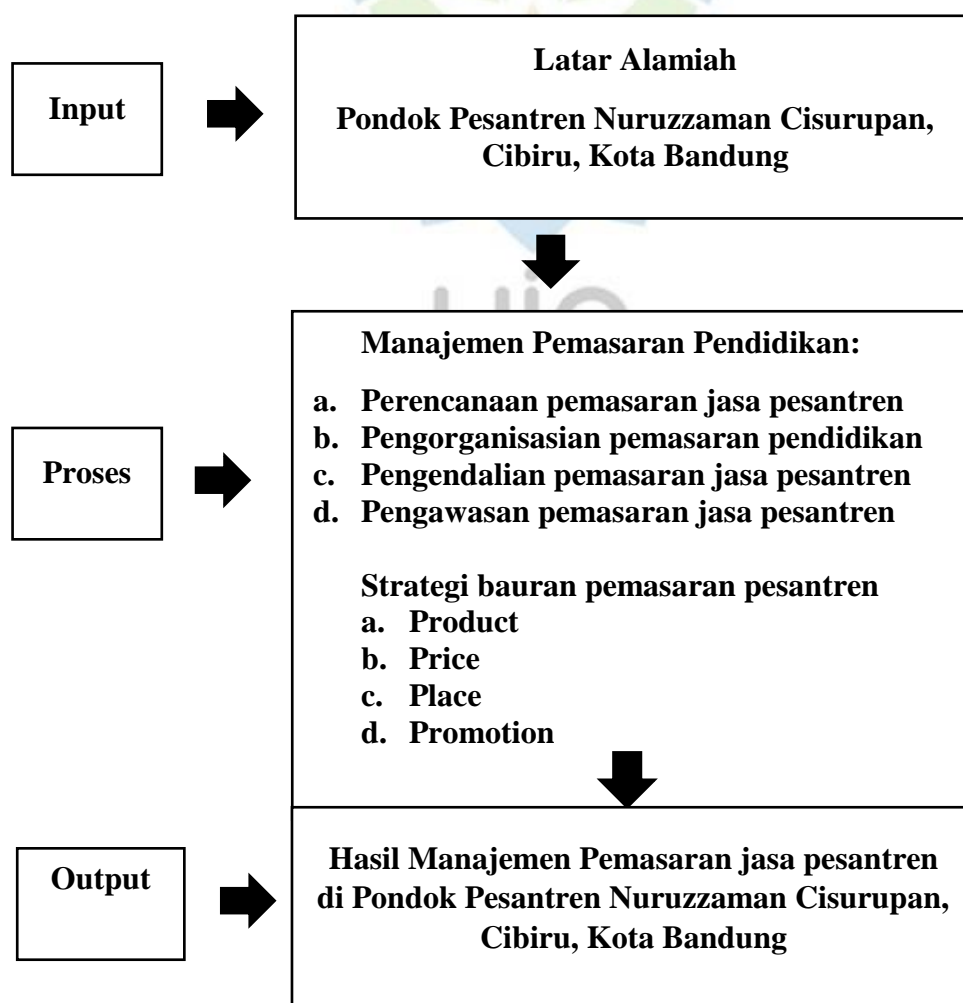 Input
Latar Alamiah
Pondok Pesantren Nuruzzaman Cisurupan,
Cibiru, Kota Bandung
Proses
Manajemen Pemasaran Pendidikan:
a. Perencanaan pemasaran jasa pesantren
b. Pengorganisasian pemasaran pendidikan
c. Pengendalian pemasaran jasa pesantren
d. Pengawasan pemasaran jasa pesantren
Strategi bauran pemasaran pesantren
a. Product
b. Price
c. Place
d. Promotion
Output
Hasil Manajemen Pemasaran jasa pesantren
di Pondok Pesantren Nuruzzaman Cisurupan,
Cibiru, Kota Bandung